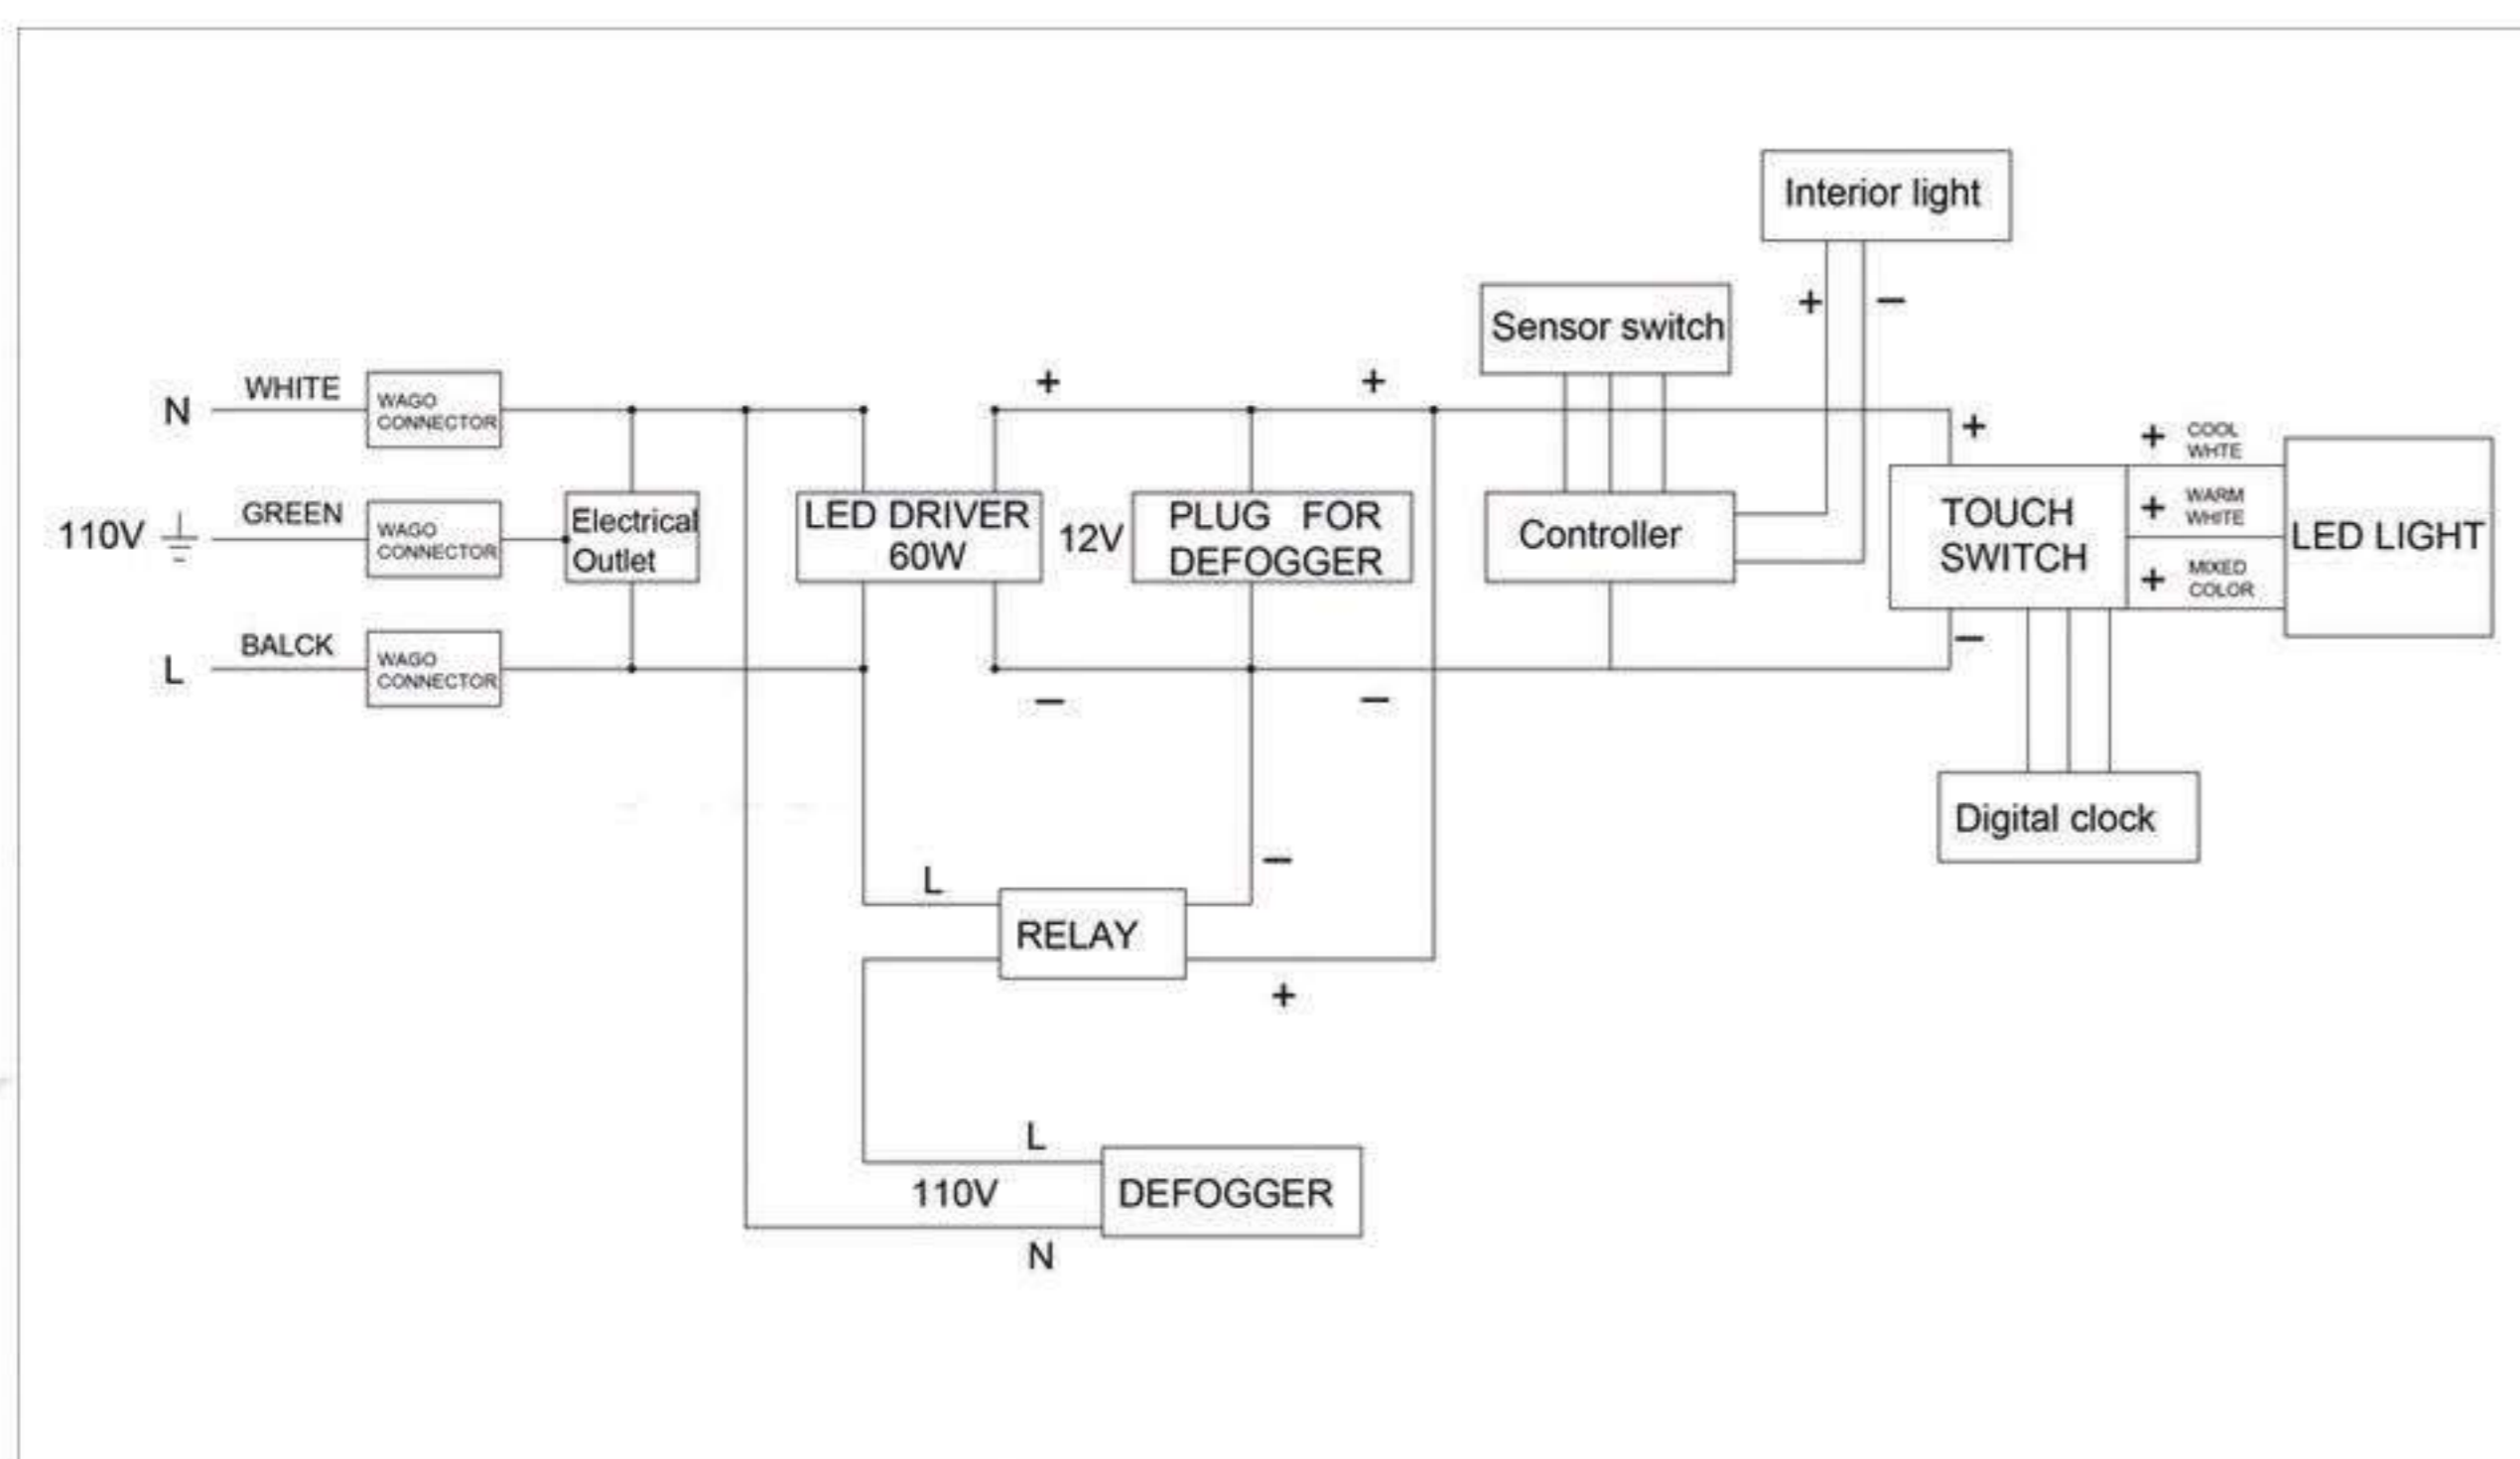 Interior light
+ −
Sensor switch
N
WHITE
WAGO
CONNECTOR
+
+
+
110V
GREEN
WAGO
CONNECTOR
Electrical
Outlet
LED DRIVER
60W
12V
PLUG FOR
DEFOGGER
Controller
TOUCH
SWITCH
+ COOL
WHTE
+ WARM
WHITE
+ MIXED
COLOR
LED LIGHT
L
BALCK
WAGO
CONNECTOR
−
−
−
Digital clock
L
RELAY
−
+
L
110V
N
DEFOGGER